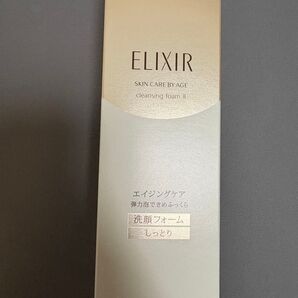 ELIXIR
SKIN CARE BY AGE
cleansing foam II
エイジングケア
弾力泡できめふっくら
洗顔フォーム
しっとり